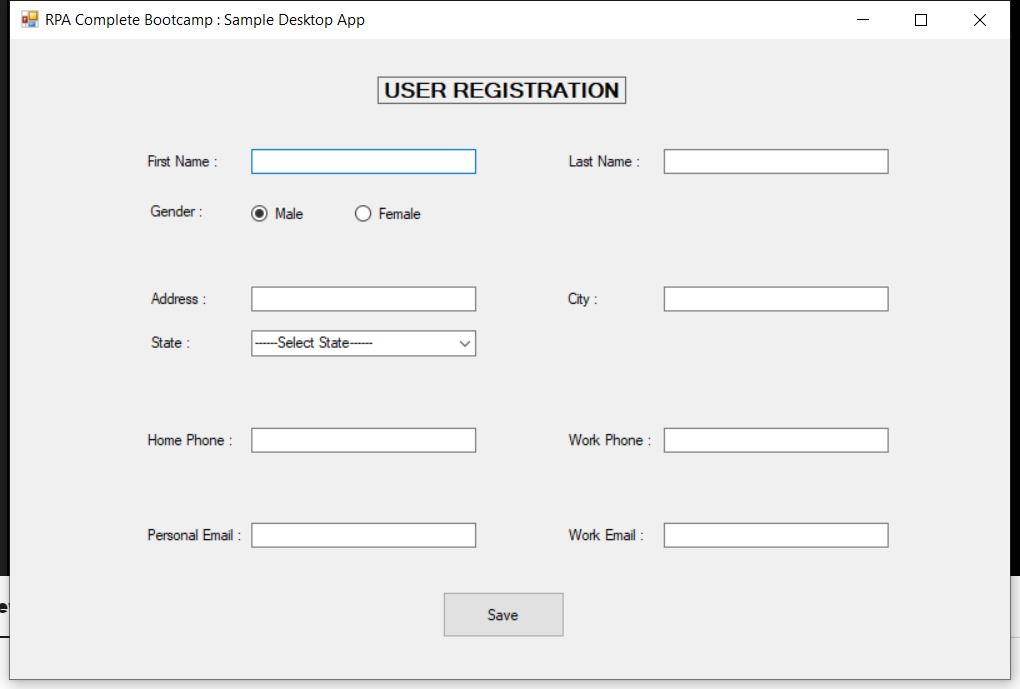 RPA Complete Bootcamp : Sample Desktop App
USER REGISTRATION
First Name : Last Name :
Gender : Male Female
Address : City :
State : ------Select State------
Home Phone : Work Phone :
Personal Email : Work Email :
Save